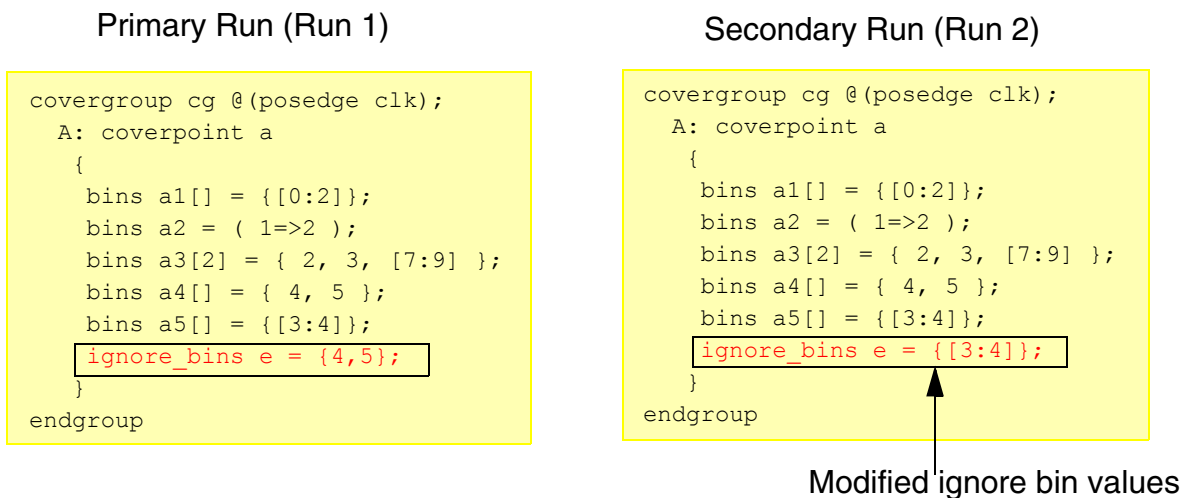 Primary Run (Run 1)
covergroup cg @(posedge clk);
A: coverpoint a
{
bins a1[] = {[0:2]};
bins a2 = ( 1=>2 );
bins a3[2] = { 2, 3, [7:9] };
bins a4[] = { 4, 5 };
bins a5[] = {[3:4]};
ignore_bins e = {4,5};
}
endgroup
Secondary Run (Run 2)
covergroup cg @(posedge clk);
A: coverpoint a
{
bins a1[] = {[0:2]};
bins a2 = ( 1=>2 );
bins a3[2] = { 2, 3, [7:9] };
bins a4[] = { 4, 5 };
bins a5[] = {[3:4]};
ignore_bins e = {[3:4]};
}
endgroup
Modified ignore bin values